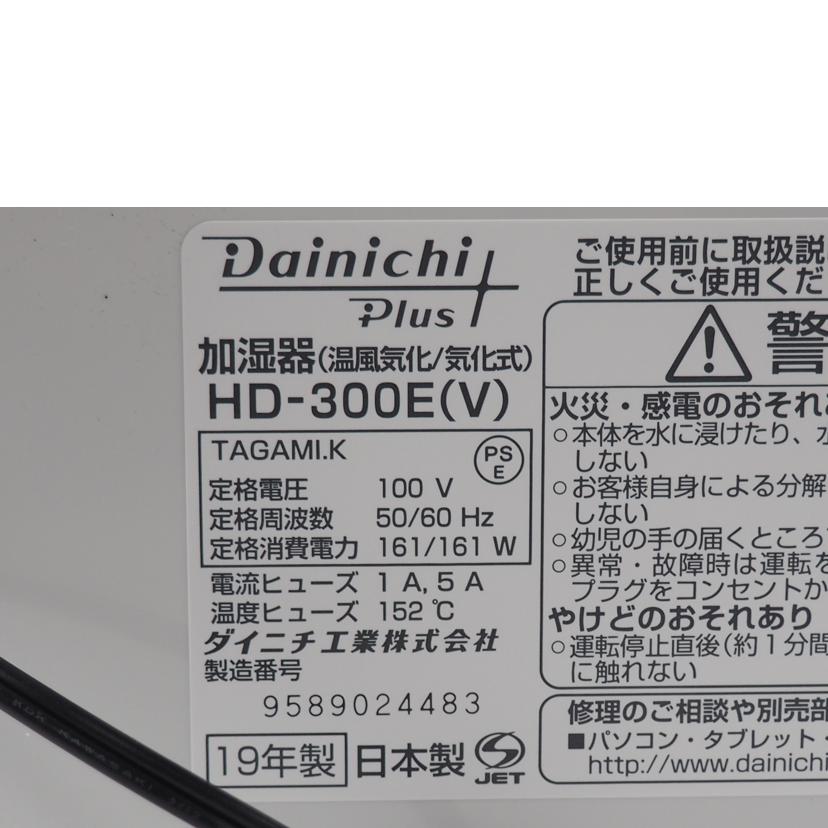 Dainichi
Plus
加湿器(温風気化/気化式)
HD-300E(V)
TAGAMI.K
PS
E
定格電圧 100 V
定格周波数 50/60 Hz
定格消費電力 161/161 W
電流ヒューズ 1 A, 5 A
温度ヒューズ 152 ℃
ダイニチ工業株式会社
製造番号
9589024483
19年製 日本製 JET
ご使用前に取扱説
正しくご使用くだ
警
火災・感電のおそれ
○本体を水に浸けたり、
しない
○お客様自身による分解
しない
○幼児の手の届くところ
○異常・故障時は運転を
プラグをコンセントか
やけどのおそれあり
○運転停止直後(約1分間
に触れない
修理のご相談や別売部
■パソコン・タブレット・
http://www.dainichi